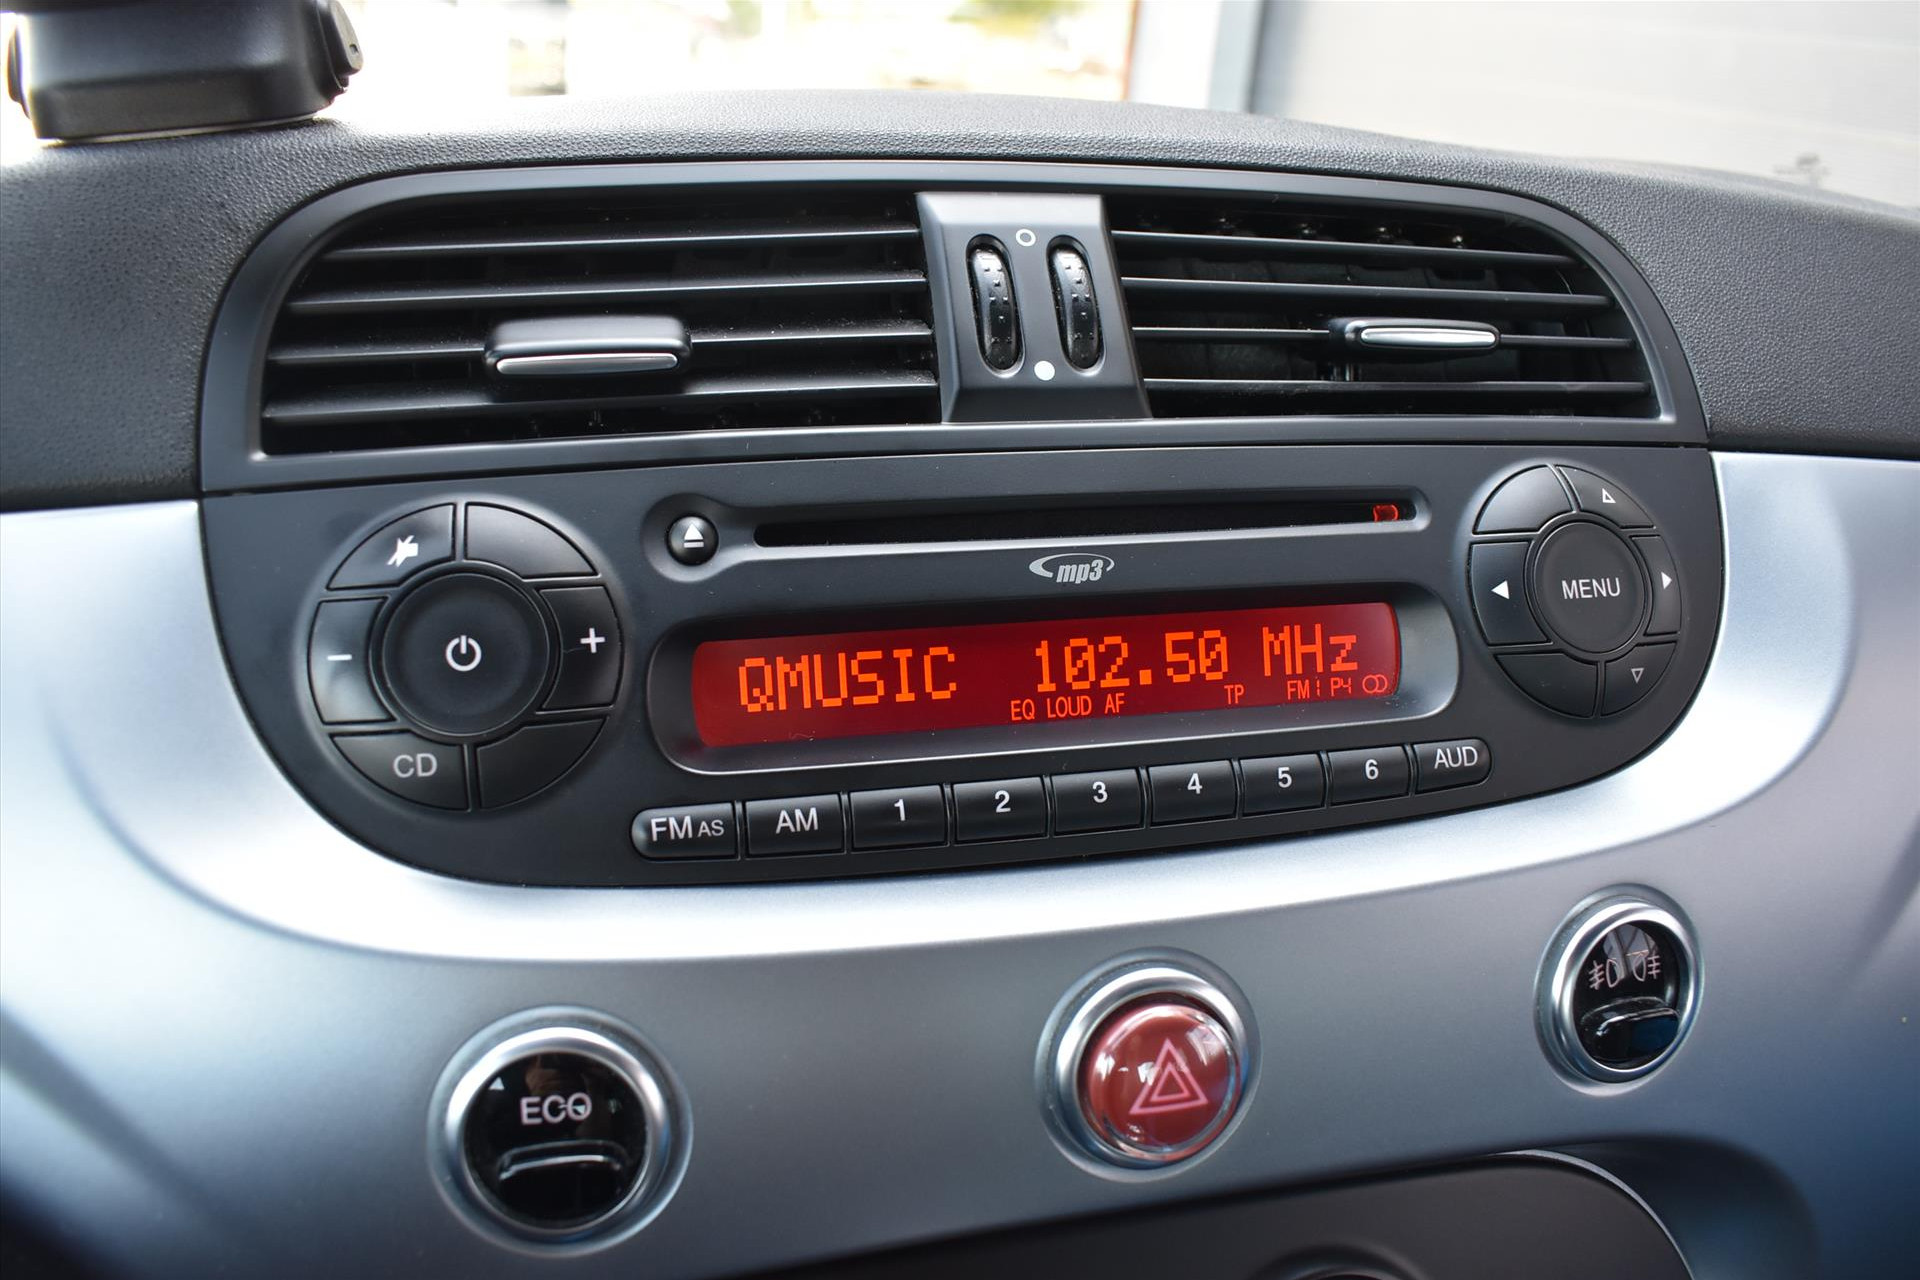 mp3
QMUSIC 102.50 MHz
EQ LOUD AF TP FM1 P4
MENU
CD
FM AS AM 1 2 3 4 5 6 AUD
ECO